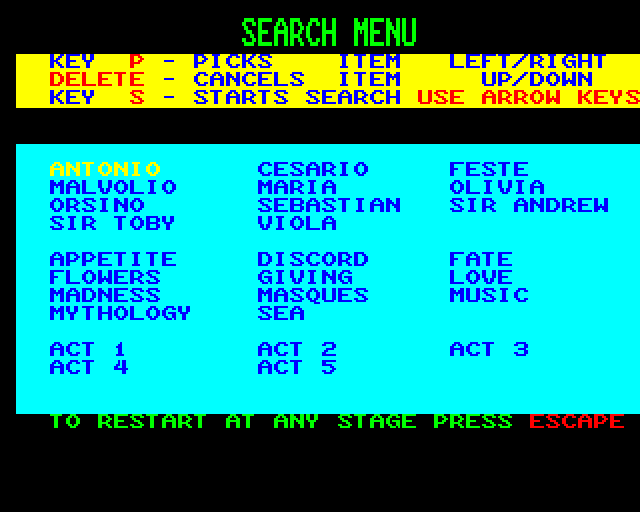 SEARCH MENU
KEY P - PICKS ITEM LEFT/RIGHT
DELETE - CANCELS ITEM UP/DOWN
KEY S - STARTS SEARCH USE ARROW KEYS
ANTONIO CESARIO FESTE
MALVOLIO MARIA OLIVIA
ORSINO SEBASTIAN SIR ANDREW
SIR TOBY VIOLA
APPETITE DISCORD FATE
FLOWERS GIVING LOVE
MADNESS MASQUES MUSIC
MYTHOLOGY SEA
ACT 1 ACT 2 ACT 3
ACT 4 ACT 5
TO RESTART AT ANY STAGE PRESS ESCAPE